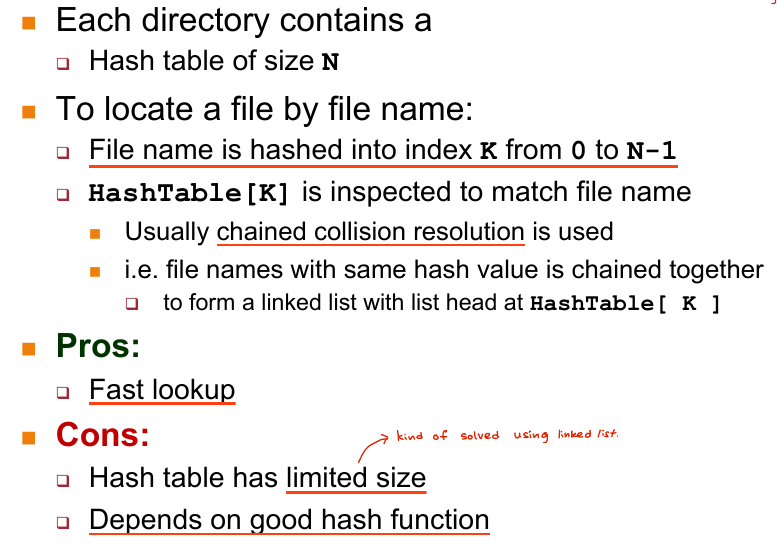 Each directory contains a
Hash table of size N
To locate a file by file name:
File name is hashed into index K from 0 to N-1
HashTable[K] is inspected to match file name
Usually chained collision resolution is used
i.e. file names with same hash value is chained together
to form a linked list with list head at HashTable[ K ]
Pros:
Fast lookup
Cons:
kind of solved using linked list.
Hash table has limited size
Depends on good hash function